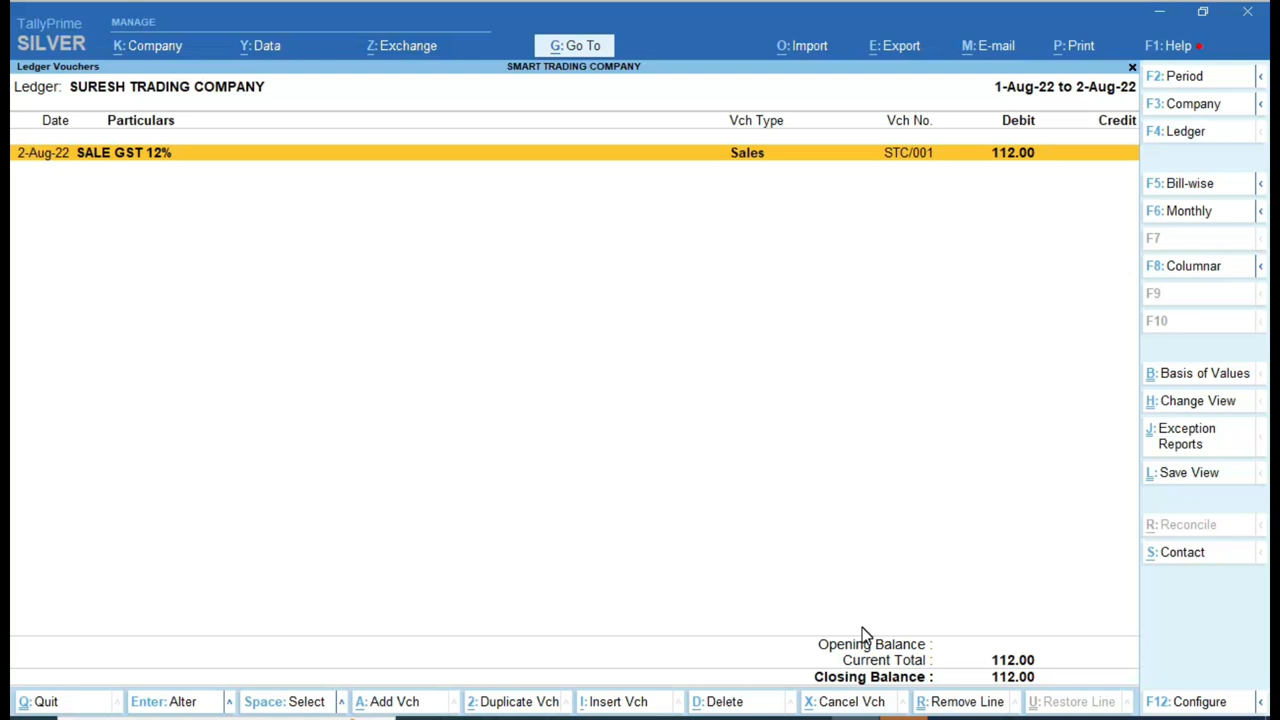 TallyPrime MANAGE
SILVER K: Company Y: Data Z: Exchange G: Go To O: Import E: Export M: E-mail P: Print F1: Help
Ledger Vouchers SMART TRADING COMPANY x
Ledger: SURESH TRADING COMPANY 1-Aug-22 to 2-Aug-22
Date Particulars Vch Type Vch No. Debit Credit
2-Aug-22 SALE GST 12% Sales STC/001 112.00
Opening Balance :
Current Total : 112.00
Closing Balance : 112.00
F2: Period
F3: Company
F4: Ledger
F5: Bill-wise
F6: Monthly
F7
F8: Columnar
F9
F10
B: Basis of Values
H: Change View
J: Exception
Reports
L: Save View
R: Reconcile
S: Contact
Q: Quit Enter: Alter Space: Select A: Add Vch 2: Duplicate Vch I: Insert Vch D: Delete X: Cancel Vch R: Remove Line U: Restore Line F12: Configure